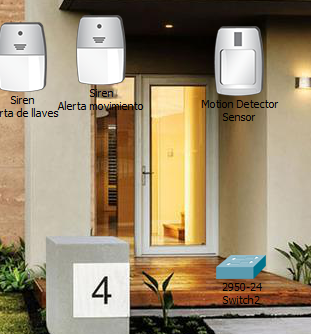 Siren
rta de llaves
Siren
Alerta movimiento
Motion Detector
Sensor
4
2950-24
Switch2